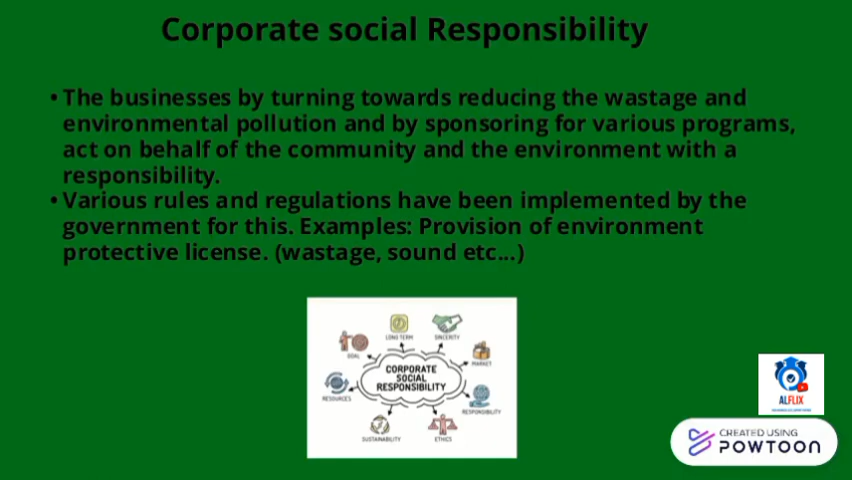 Corporate social Responsibility
• The businesses by turning towards reducing the wastage and
environmental pollution and by sponsoring for various programs,
act on behalf of the community and the environment with a
responsibility.
• Various rules and regulations have been implemented by the
government for this. Examples: Provision of environment
protective license. (wastage, sound etc...)
LONG TERM
SINCERITY
GOAL
MARKET
CORPORATE
SOCIAL
RESPONSIBILITY
RESOURCES
RESPONSIBILITY
SUSTAINABILITY
ETHICS
ALFLIX
CREATED USING
POWTOON